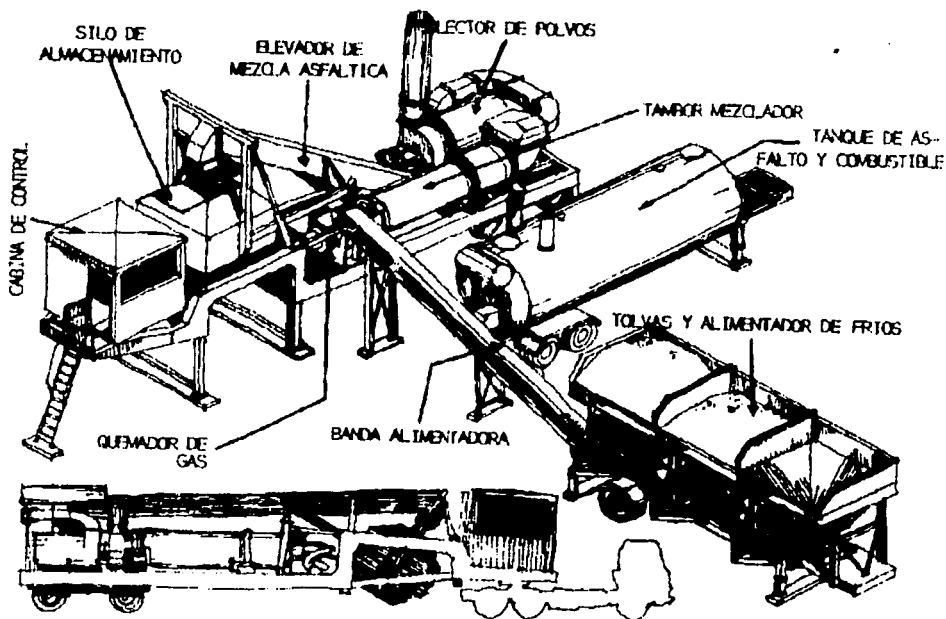 SILO DE
ALMACENAMIENTO
ELEVADOR DE
MEZCLA ASFALTICA
LECTOR DE POLVOS
TAMBOR MEZCLADOR
TANQUE DE AS-
FALTO Y COMBUSTIBLE
CABINA DE CONTROL
TOLVAS Y ALIMENTADOR DE FRIOS
QUEMADOR DE
GAS
BANDA ALIMENTADORA